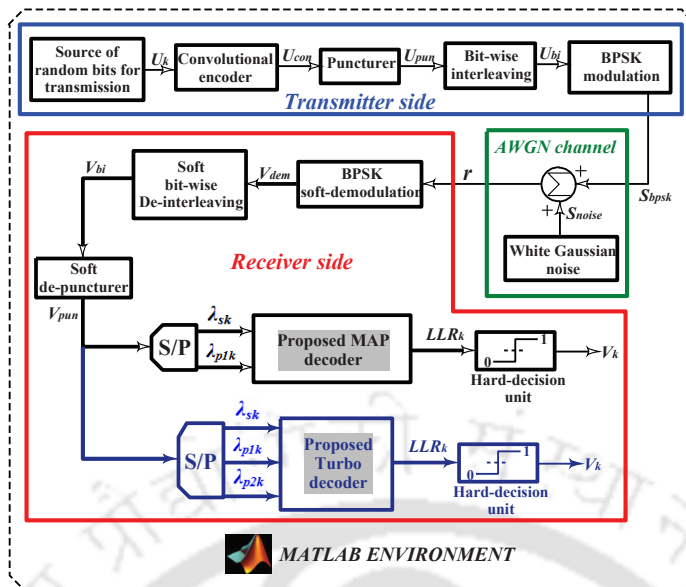 Source of
random bits for
transmission
Uk
Convolutional
encoder
Ucon
Puncturer
Upun
Bit-wise
interleaving
Ubi
BPSK
modulation
Transmitter side
AWGN channel
+
Sbpsk
+
Snoise
White Gaussian
noise
r
BPSK
soft-demodulation
Vdem
Soft
bit-wise
De-interleaving
Vbi
Soft
de-puncturer
Vpun
Receiver side
S/P
λsk
λp1k
Proposed MAP
decoder
LLRk
1
0
Hard-decision
unit
Vk
S/P
λsk
λp1k
λp2k
Proposed
Turbo
decoder
LLRk
1
0
Hard-decision
unit
Vk
MATLAB ENVIRONMENT